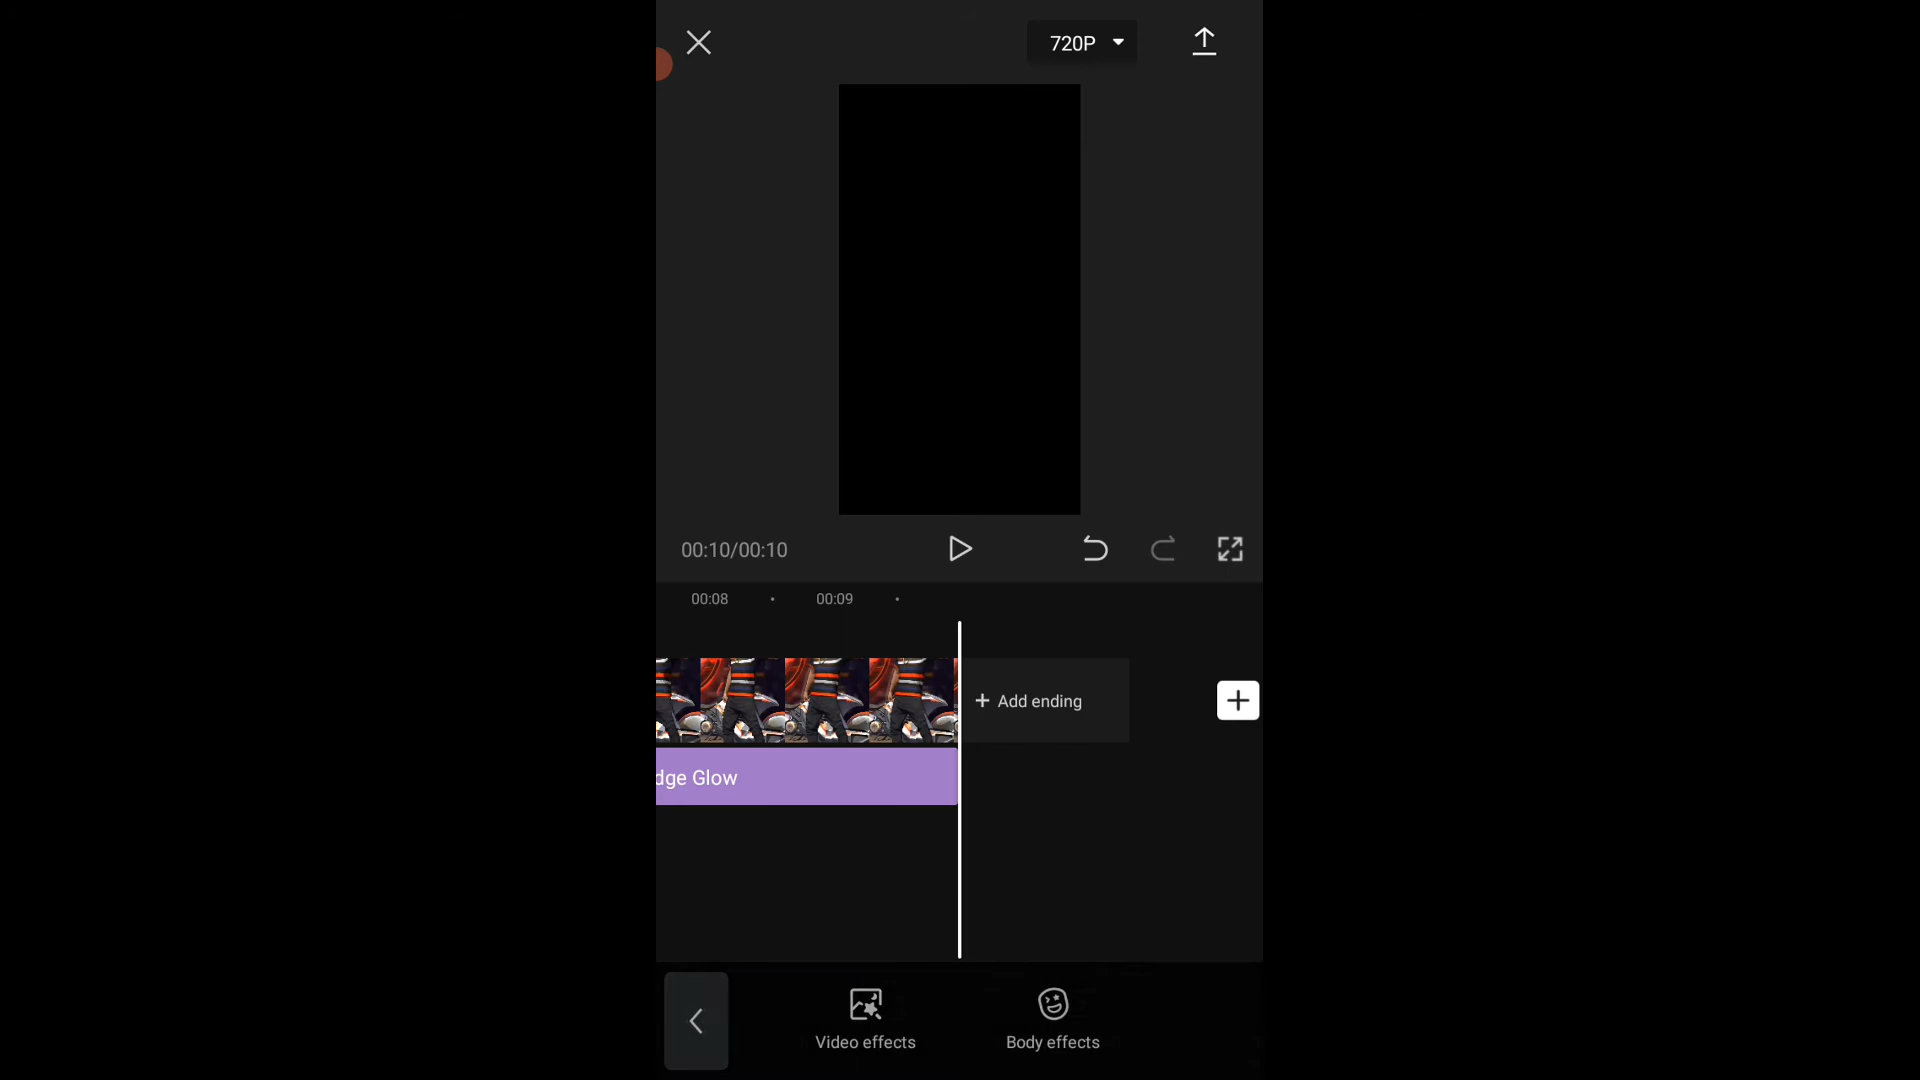 720P
00:10/00:10
00:08
00:09
+ Add ending
dge Glow
Video effects
Body effects